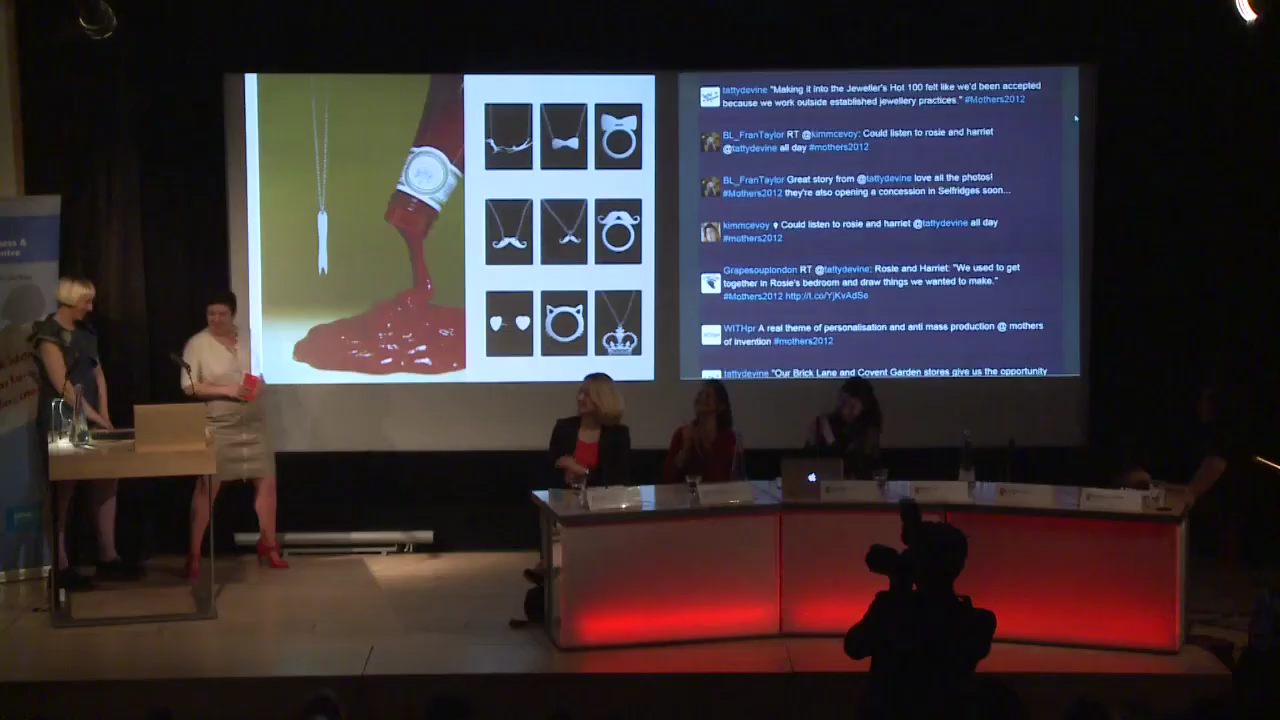 tattydevine "Making it into the Jeweller's Hot 100 felt like we'd been accepted
because we work outside established jewellery practices." #Mothers2012
BL_FranTaylor RT @kimmcevoy: Could listen to rosie and harriet
@tattydevine all day #mothers2012
BL_FranTaylor Great story from @tattydevine love all the photos!
#Mothers2012 they're also opening a concession in Selfridges soon...
kimmcevoy Could listen to rosie and harriet @tattydevine all day
#mothers2012
Grapesouplondon RT @tattydevine: Rosie and Harriet: "We used to get
together in Rosie's bedroom and draw things we wanted to make."
#Mothers2012 http://t.co/YjKvAdSe
WITHpr A real theme of personalisation and anti mass production @ mothers
of invention #mothers2012
tattydevine "Our Brick Lane and Covent Garden stores give us the opportunity
ness &